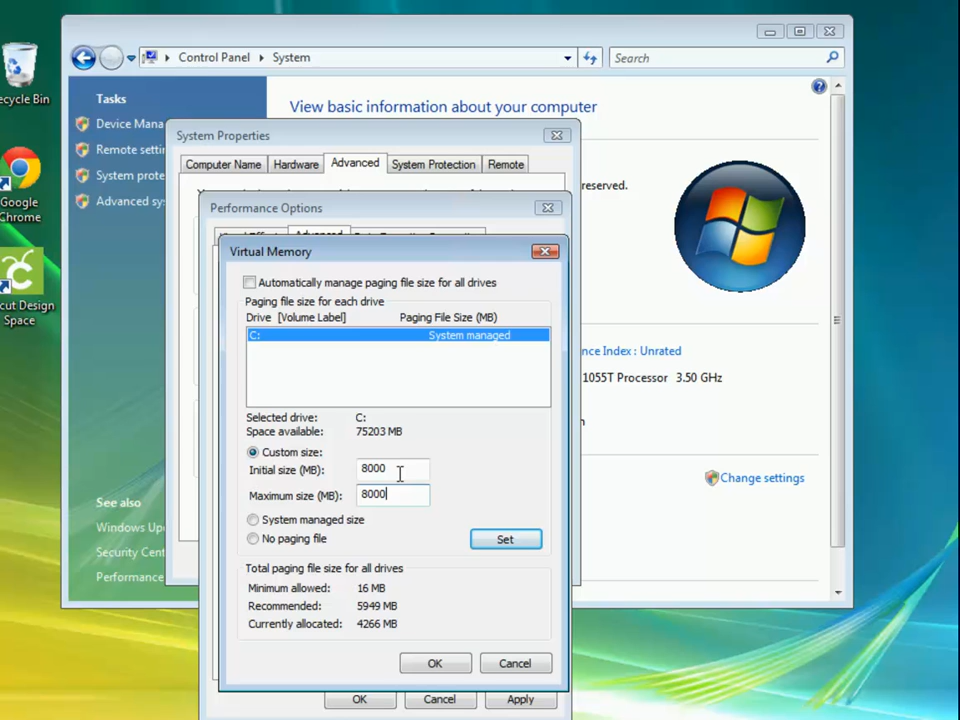 Control Panel System
Search
ecycle Bin
Tasks
View basic information about your computer
Device Mana
Remote settin
System prote
Advanced sy
System Properties
Computer Name Hardware Advanced System Protection Remote
reserved.
Google
Chrome
Performance Options
Advanced
Virtual Memory
Automatically manage paging file size for all drives
Paging file size for each drive
Drive [Volume Label] Paging File Size (MB)
C: System managed
cut Design
Space
nce Index : Unrated
1055T Processor 3.50 GHz
Selected drive: C:
Space available: 75203 MB
Custom size:
Initial size (MB): 8000
Maximum size (MB): 8000
System managed size
No paging file
Set
Change settings
See also
Windows Up
Security Cent
Performance
Total paging file size for all drives
Minimum allowed: 16 MB
Recommended: 5949 MB
Currently allocated: 4266 MB
OK Cancel
OK Cancel Apply